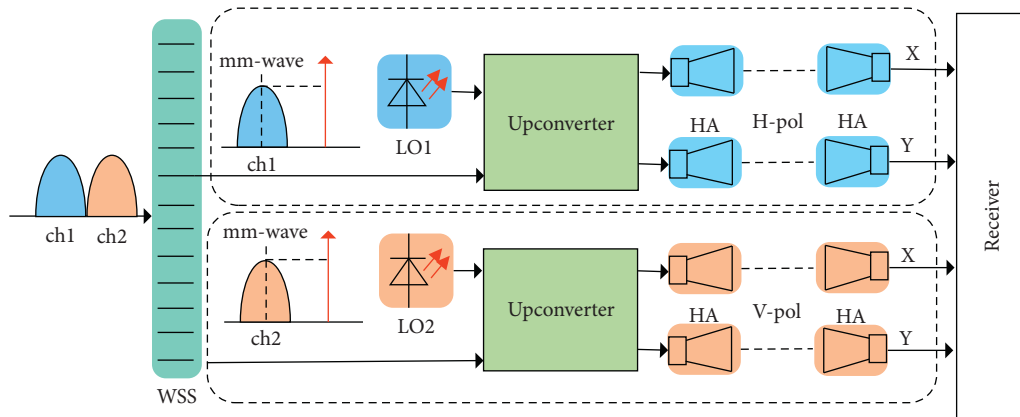 mm-wave
ch1
LO1
Upconverter
HA
H-pol
HA
X
Y
ch1
ch2
mm-wave
ch2
LO2
Upconverter
HA
V-pol
HA
X
Y
WSS
Receiver